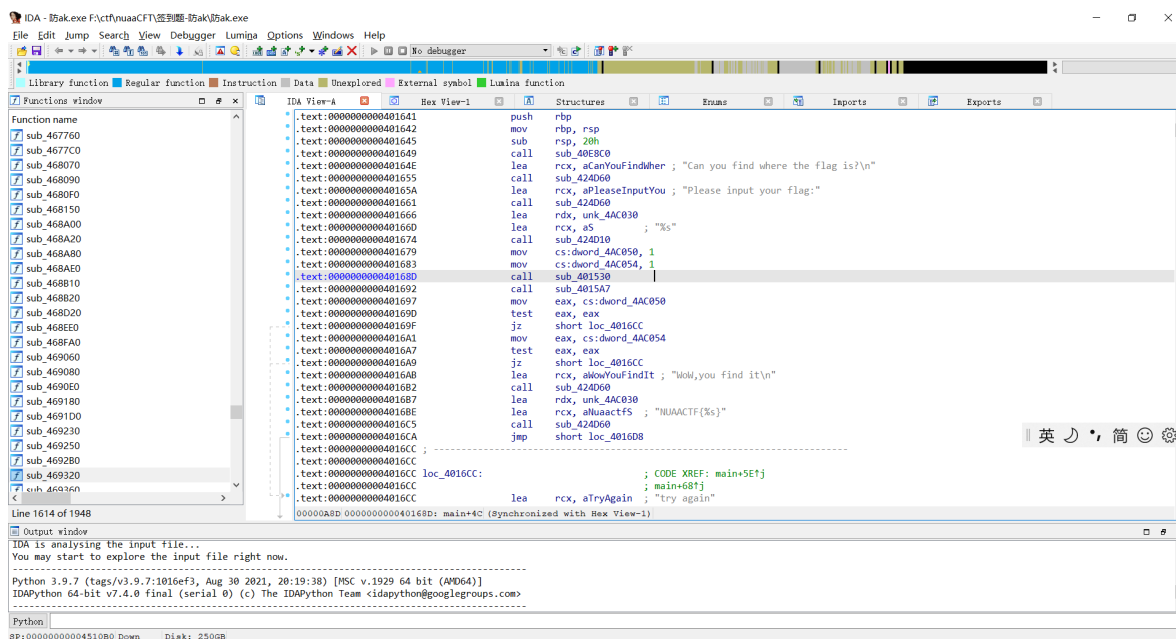 IDA - 防ak.exe F:\ctf\nuaaCFT\签到题-防ak\防ak.exe
File Edit Jump Search View Debugger Lumina Options Windows Help
No debugger
Library function Regular function Instruction Data Unexplored External symbol Lumina function
Functions window
IDA View-A Hex View-1 Structures Enums Imports Exports
Function name
sub_467760
sub_4677C0
sub_468070
sub_468090
sub_4680F0
sub_468150
sub_468A00
sub_468A20
sub_468A80
sub_468AE0
sub_468B10
sub_468B20
sub_468D20
sub_468EE0
sub_468FA0
sub_469060
sub_469080
sub_4690E0
sub_469180
sub_4691D0
sub_469230
sub_469250
sub_4692B0
sub_469320
sub_469360
Line 1614 of 1948
.text:0000000000401641 push rbp
.text:0000000000401642 mov rbp, rsp
.text:0000000000401645 sub rsp, 20h
.text:0000000000401649 call sub_40E8C0
.text:000000000040164E lea rcx, aCanYouFindWher ; "Can you find where the flag is?\n"
.text:0000000000401655 call sub_424D60
.text:000000000040165A lea rcx, aPleaseInputYou ; "Please input your flag:"
.text:0000000000401661 call sub_424D60
.text:0000000000401666 lea rdx, unk_4AC030
.text:000000000040166D lea rcx, aS ; "%s"
.text:0000000000401674 call sub_424D10
.text:0000000000401679 mov cs:dword_4AC050, 1
.text:0000000000401683 mov cs:dword_4AC054, 1
.text:000000000040168D call sub_401530
.text:0000000000401692 call sub_4015A7
.text:0000000000401697 mov eax, cs:dword_4AC050
.text:000000000040169D test eax, eax
.text:000000000040169F jz short loc_4016CC
.text:00000000004016A1 mov eax, cs:dword_4AC054
.text:00000000004016A7 test eax, eax
.text:00000000004016A9 jz short loc_4016CC
.text:00000000004016AB lea rcx, aWowYouFindIt ; "WoW,you find it\n"
.text:00000000004016B2 call sub_424D60
.text:00000000004016B7 lea rdx, unk_4AC030
.text:00000000004016BE lea rcx, aNuaactfS ; "NUAACTF{%s}"
.text:00000000004016C5 call sub_424D60
.text:00000000004016CA jmp short loc_4016D8
.text:00000000004016CC ; ---------------------------------------------------------------------------
.text:00000000004016CC
.text:00000000004016CC loc_4016CC: ; CODE XREF: main+5E↑j
.text:00000000004016CC ; main+68↑j
.text:00000000004016CC lea rcx, aTryAgain ; "try again"
00000A8D 000000000040168D: main+4C (Synchronized with Hex View-1)
英 简
Output window
IDA is analysing the input file...
You may start to explore the input file right now.
Python 3.9.7 (tags/v3.9.7:1016ef3, Aug 30 2021, 20:19:38) [MSC v.1929 64 bit (AMD64)]
IDAPython 64-bit v7.4.0 final (serial 0) (c) The IDAPython Team <idapython@googlegroups.com>
Python
SP:00000000004510B0 Down Disk: 250GB